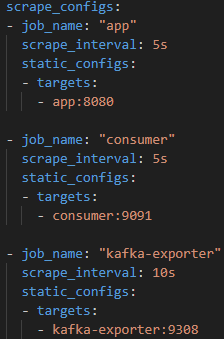 scrape_configs:
- job_name: "app"
  scrape_interval: 5s
  static_configs:
  - targets:
    - app:8080

- job_name: "consumer"
  scrape_interval: 5s
  static_configs:
  - targets:
    - consumer:9091

- job_name: "kafka-exporter"
  scrape_interval: 10s
  static_configs:
  - targets:
    - kafka-exporter:9308